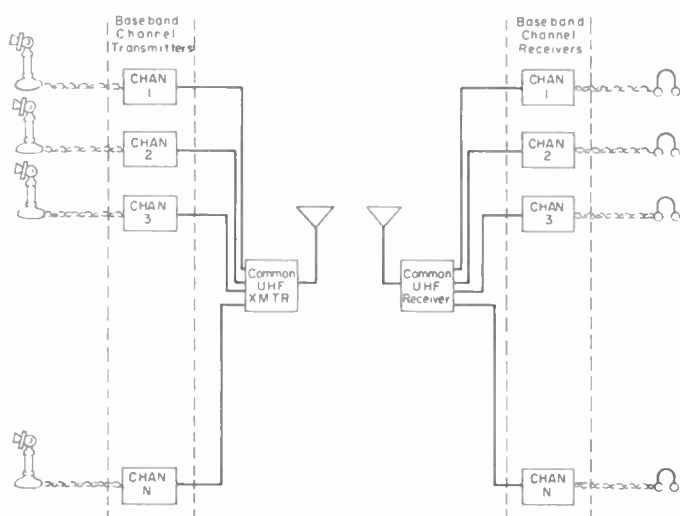 Baseband
Channel
Transmitters
CHAN
1
CHAN
2
CHAN
3
CHAN
N
Common
UHF
XMTR
Common
UHF
Receiver
Baseband
Channel
Receivers
CHAN
1
CHAN
2
CHAN
3
CHAN
N